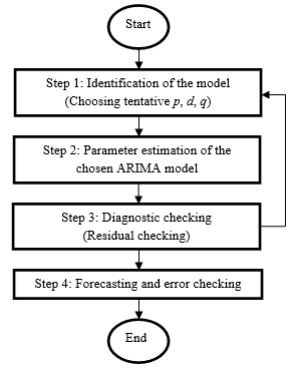 Start
Step 1: Identification of the model
(Choosing tentative p, d, q)
Step 2: Parameter estimation of the
chosen ARIMA model
Step 3: Diagnostic checking
(Residual checking)
Step 4: Forecasting and error checking
End